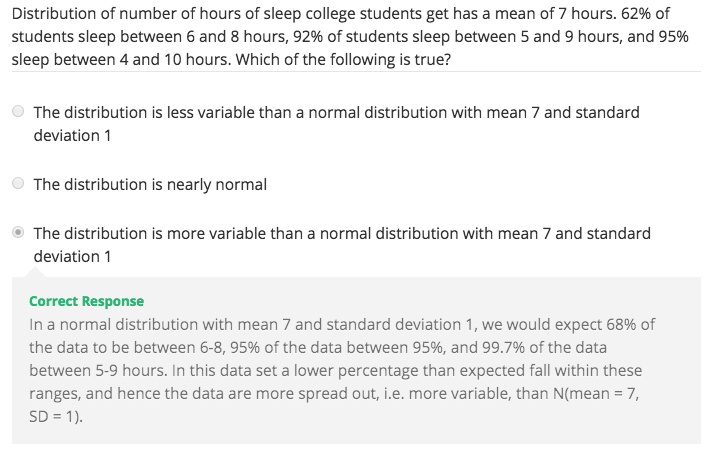 Distribution of number of hours of sleep college students get has a mean of 7 hours. 62% of
students sleep between 6 and 8 hours, 92% of students sleep between 5 and 9 hours, and 95%
sleep between 4 and 10 hours. Which of the following is true?
The distribution is less variable than a normal distribution with mean 7 and standard
deviation 1
The distribution is nearly normal
The distribution is more variable than a normal distribution with mean 7 and standard
deviation 1
Correct Response
In a normal distribution with mean 7 and standard deviation 1, we would expect 68% of
the data to be between 6-8, 95% of the data between 95%, and 99.7% of the data
between 5-9 hours. In this data set a lower percentage than expected fall within these
ranges, and hence the data are more spread out, i.e. more variable, than N(mean = 7,
SD = 1).